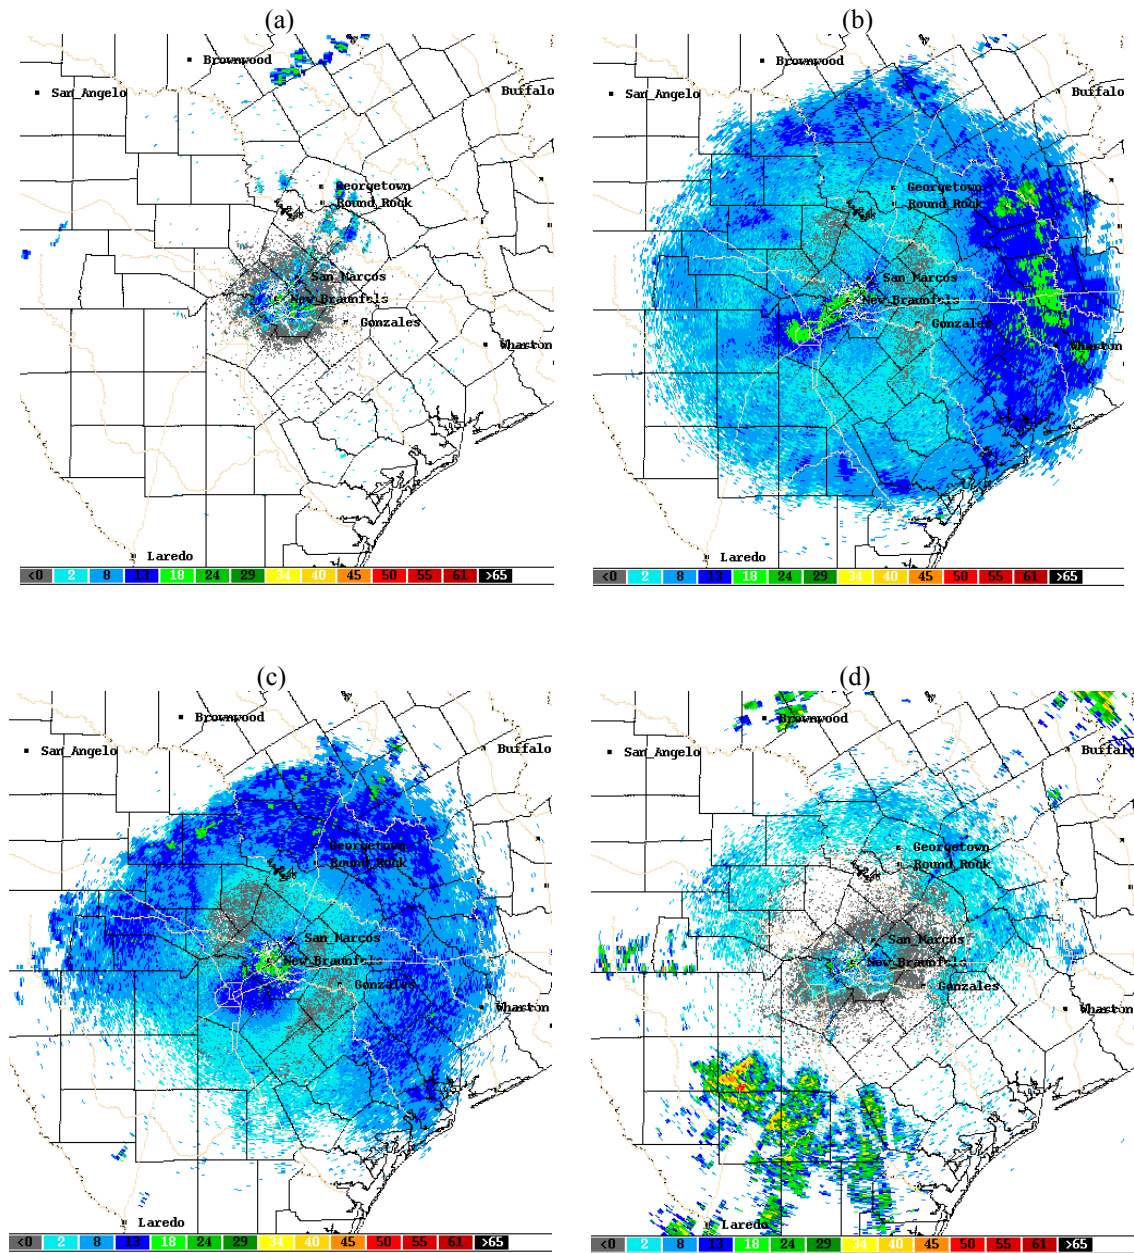 (a)
Brownwood
San_Angelo
Buffalo
Georgetown
Round_Rock
San_Marcos
New_Braunfels
Gonzales
Wharton
Laredo
<0 2 8 13 18 24 29 34 40 45 50 55 61 >65
(b)
Brownwood
San_Angelo
Buffalo
Georgetown
Round_Rock
San_Marcos
New_Braunfels
Gonzales
Wharton
Laredo
<0 2 8 13 18 24 29 34 40 45 50 55 61 >65
(c)
Brownwood
San_Angelo
Buffalo
Georgetown
Round_Rock
San_Marcos
New_Braunfels
Gonzales
Wharton
Laredo
<0 2 8 13 18 24 29 34 40 45 50 55 61 >65
(d)
Brownwood
San_Angelo
Buffalo
Georgetown
Round_Rock
San_Marcos
New_Braunfels
Gonzales
Wharton
Laredo
<0 2 8 13 18 24 29 34 40 45 50 55 61 >65